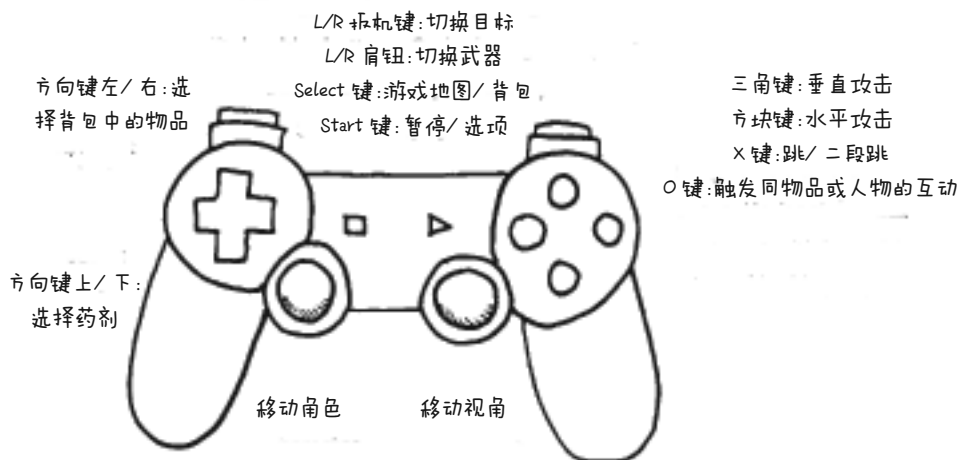 L/R 扳机键:切换目标
L/R 肩钮:切换武器
Select 键:游戏地图/背包
Start 键:暂停/选项
方向键左/右:选
择背包中的物品
三角键:垂直攻击
方块键:水平攻击
X 键:跳/二段跳
O 键:触发同物品或人物的互动
方向键上/下:
选择药剂
移动角色
移动视角